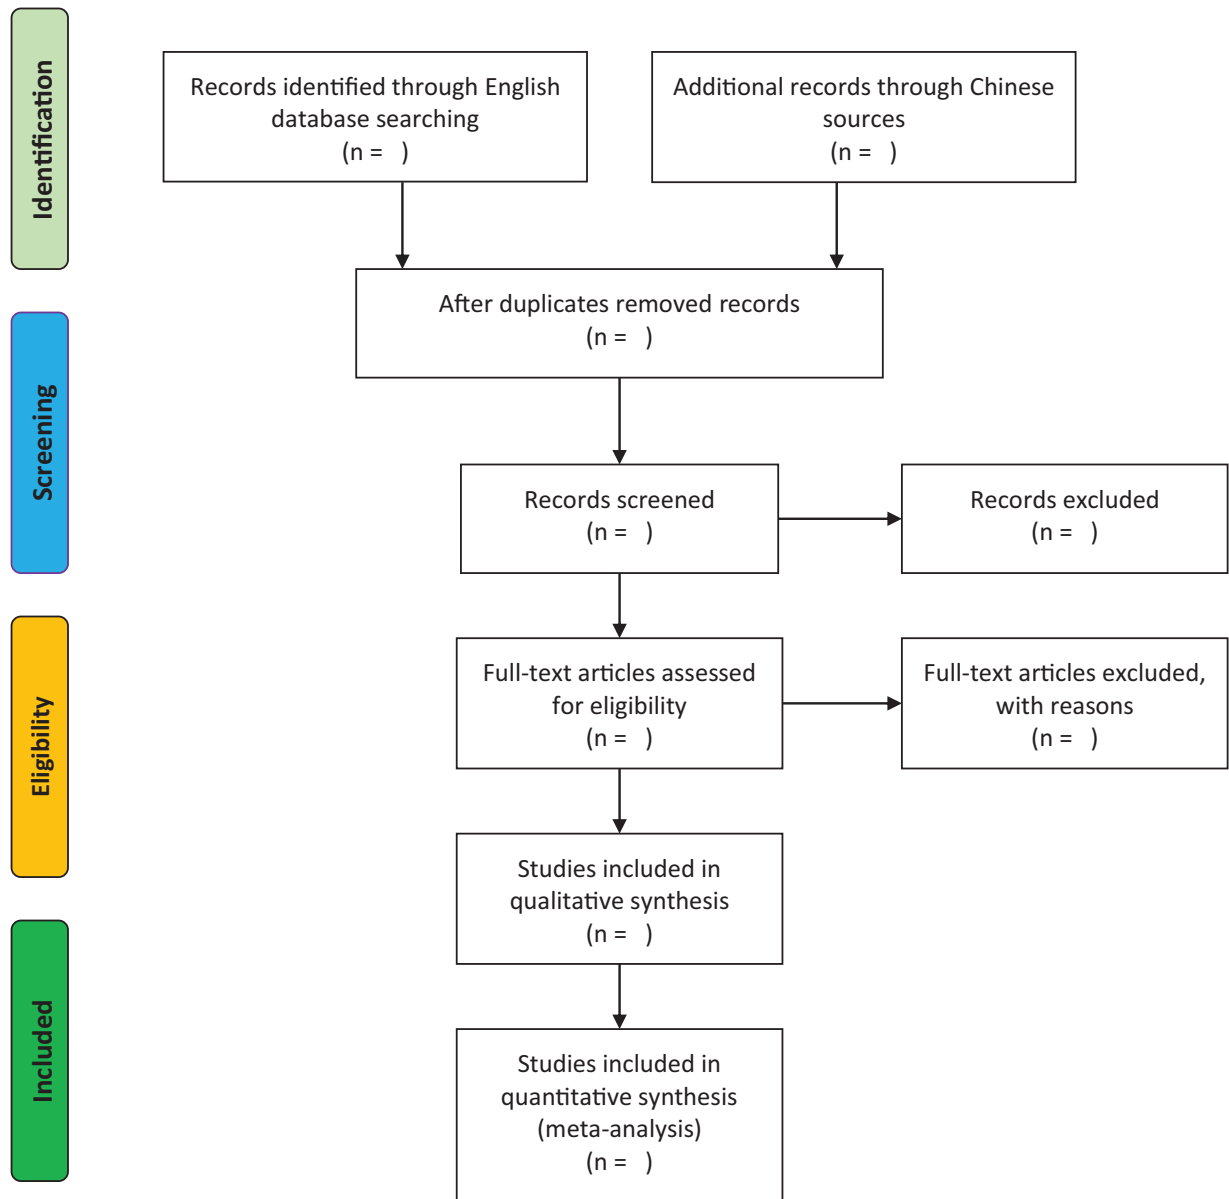 Identification
Records identified through English
database searching
(n =   )
Additional records through Chinese
sources
(n =   )
After duplicates removed records
(n =   )
Screening
Records screened
(n =   )
Records excluded
(n =   )
Eligibility
Full-text articles assessed
for eligibility
(n =   )
Full-text articles excluded,
with reasons
(n =   )
Studies included in
qualitative synthesis
(n =   )
Included
Studies included in
quantitative synthesis
(meta-analysis)
(n =   )